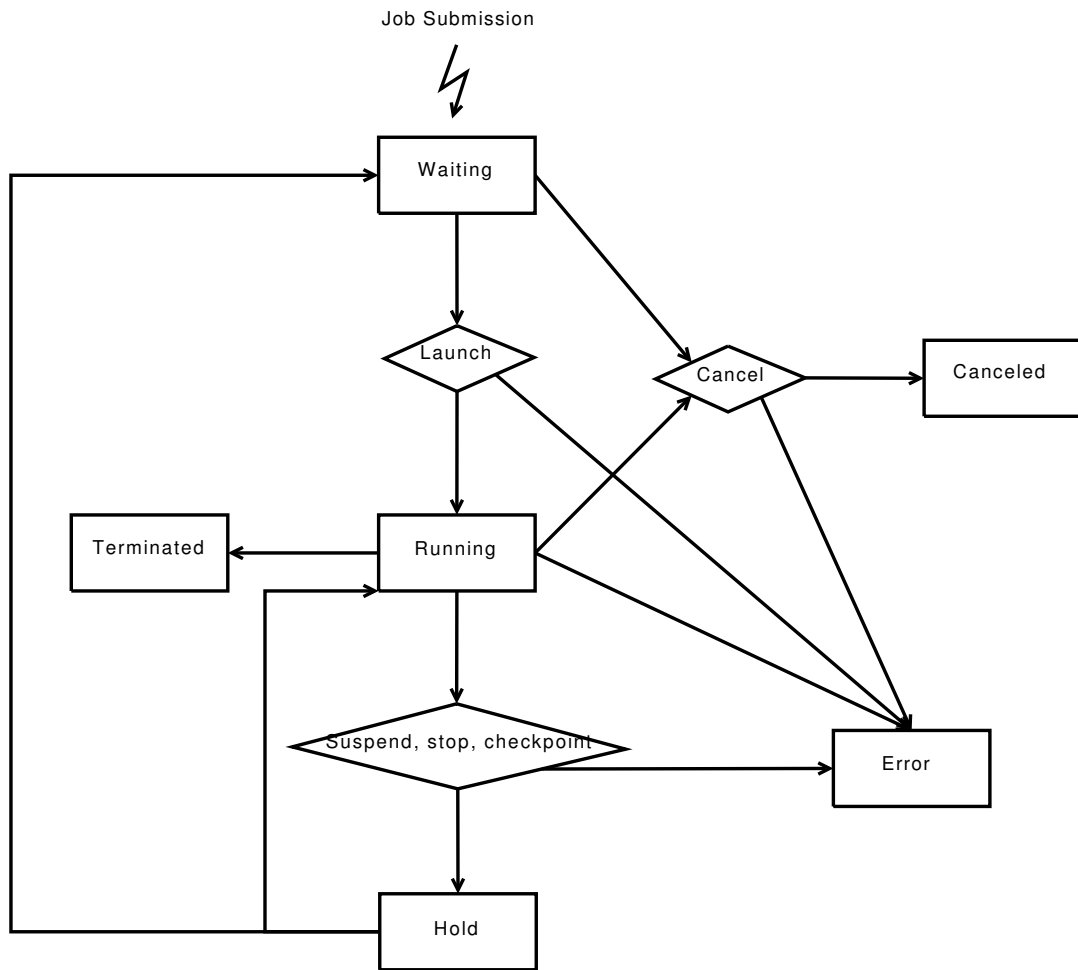 Job Submission
Waiting
Launch
Cancel
Canceled
Terminated
Running
Suspend, stop, checkpoint
Error
Hold